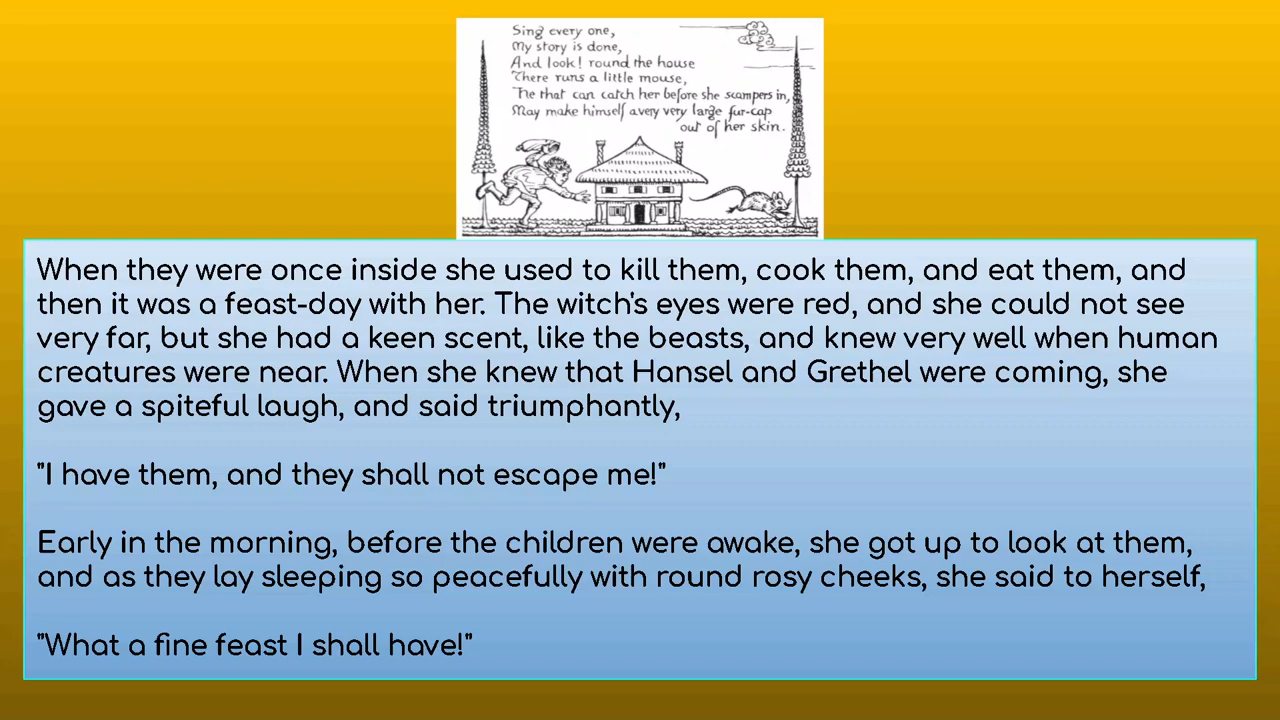 Sing every one,
My story is done,
And look! round the house
There runs a little mouse,
He that can catch her before she scampers in,
May make himself a very very large fur-cap
out of her skin.
When they were once inside she used to kill them, cook them, and eat them, and
then it was a feast-day with her. The witch's eyes were red, and she could not see
very far, but she had a keen scent, like the beasts, and knew very well when human
creatures were near. When she knew that Hansel and Grethel were coming, she
gave a spiteful laugh, and said triumphantly,
"I have them, and they shall not escape me!"
Early in the morning, before the children were awake, she got up to look at them,
and as they lay sleeping so peacefully with round rosy cheeks, she said to herself,
"What a fine feast I shall have!"